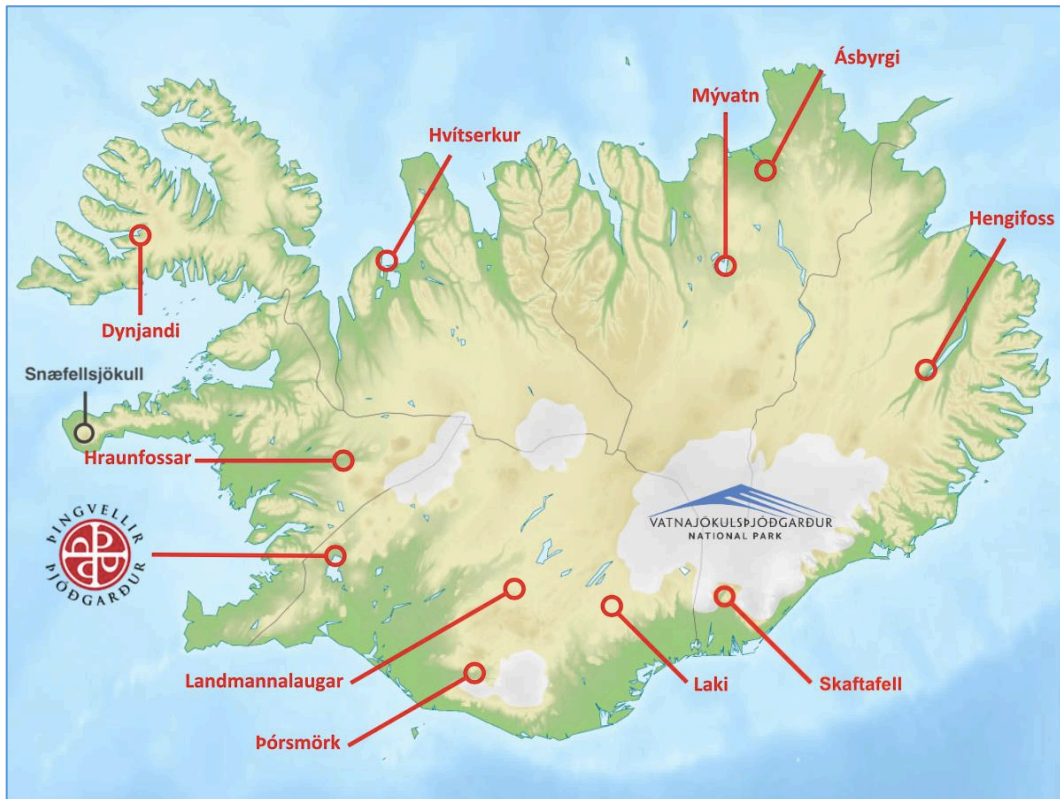 Ásbyrgi
Mývatn
Hvítserkur
Hengifoss
Dynjandi
Snæfellsjökull
Hraunfossar
VATNAJÖKULSÞJÓÐGARÐUR
NATIONAL PARK
ÞINGVELLIR
ÞJÓÐGARÐUR
Landmannalaugar
Laki
Skaftafell
Þórsmörk